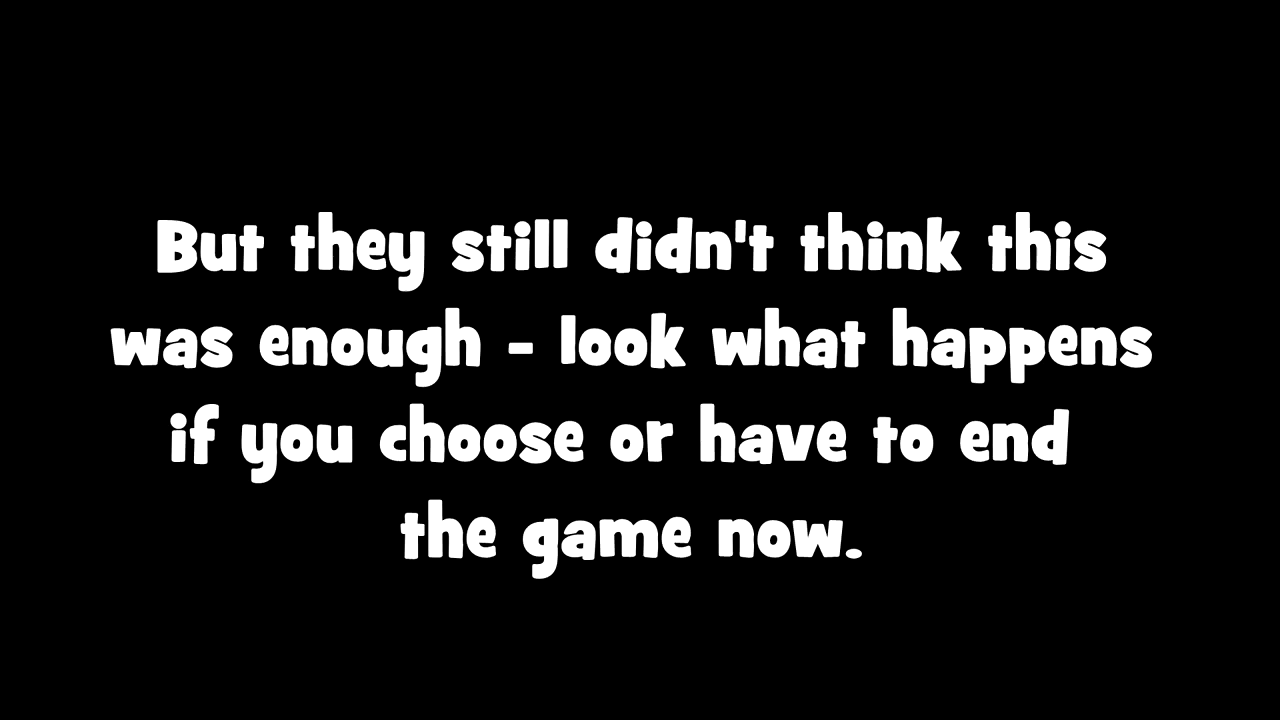 But they still didn't think this
was enough - look what happens
if you choose or have to end
the game now.